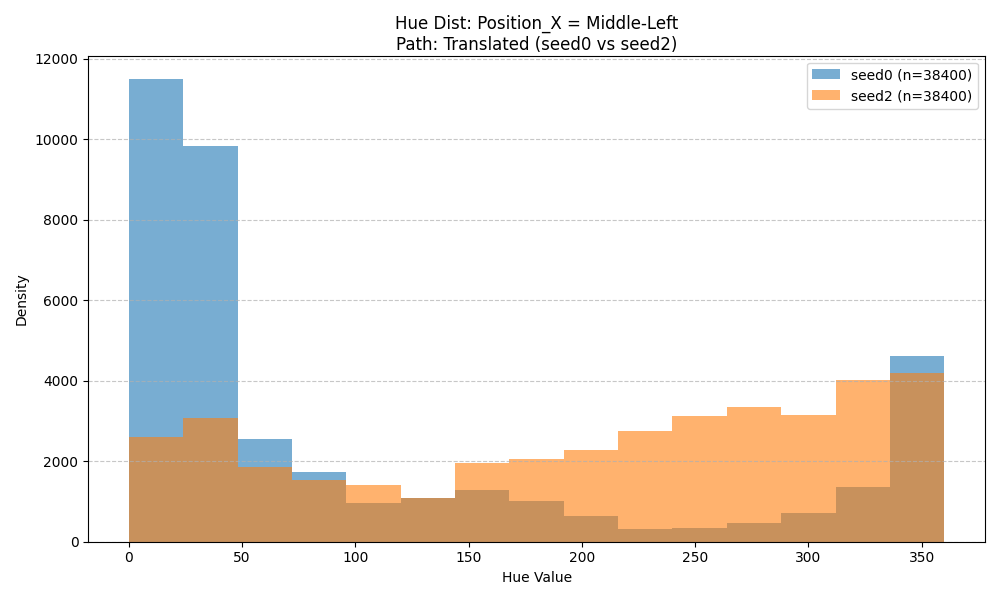 Hue Dist: Position_X = Middle-Left
Path: Translated (seed0 vs seed2)
seed0 (n=38400)
seed2 (n=38400)
12000
10000
8000
6000
4000
2000
0
Density
0 50 100 150 200 250 300 350
Hue Value